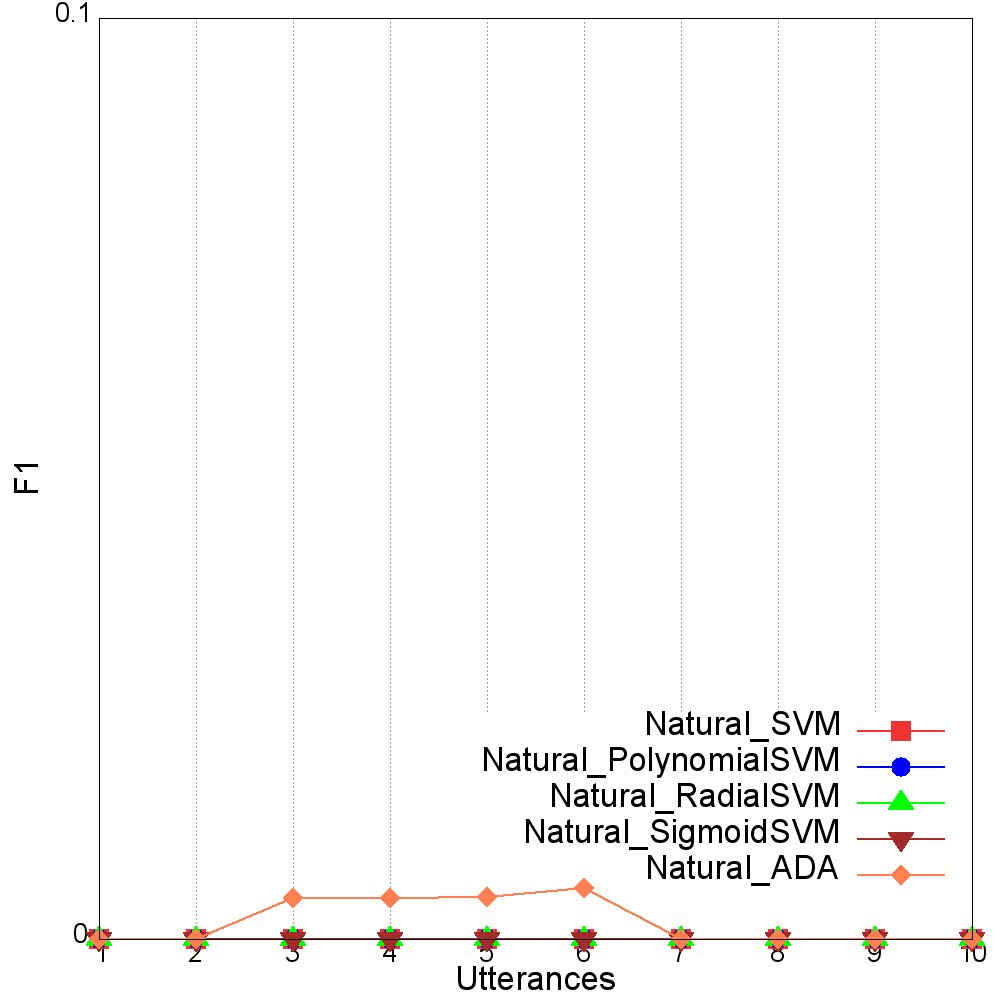 0.1
F1
Natural_SVM
Natural_PolynomialSVM
Natural_RadialSVM
Natural_SigmoidSVM
Natural_ADA
0
1 2 3 4 5 6 7 8 9 10
Utterances